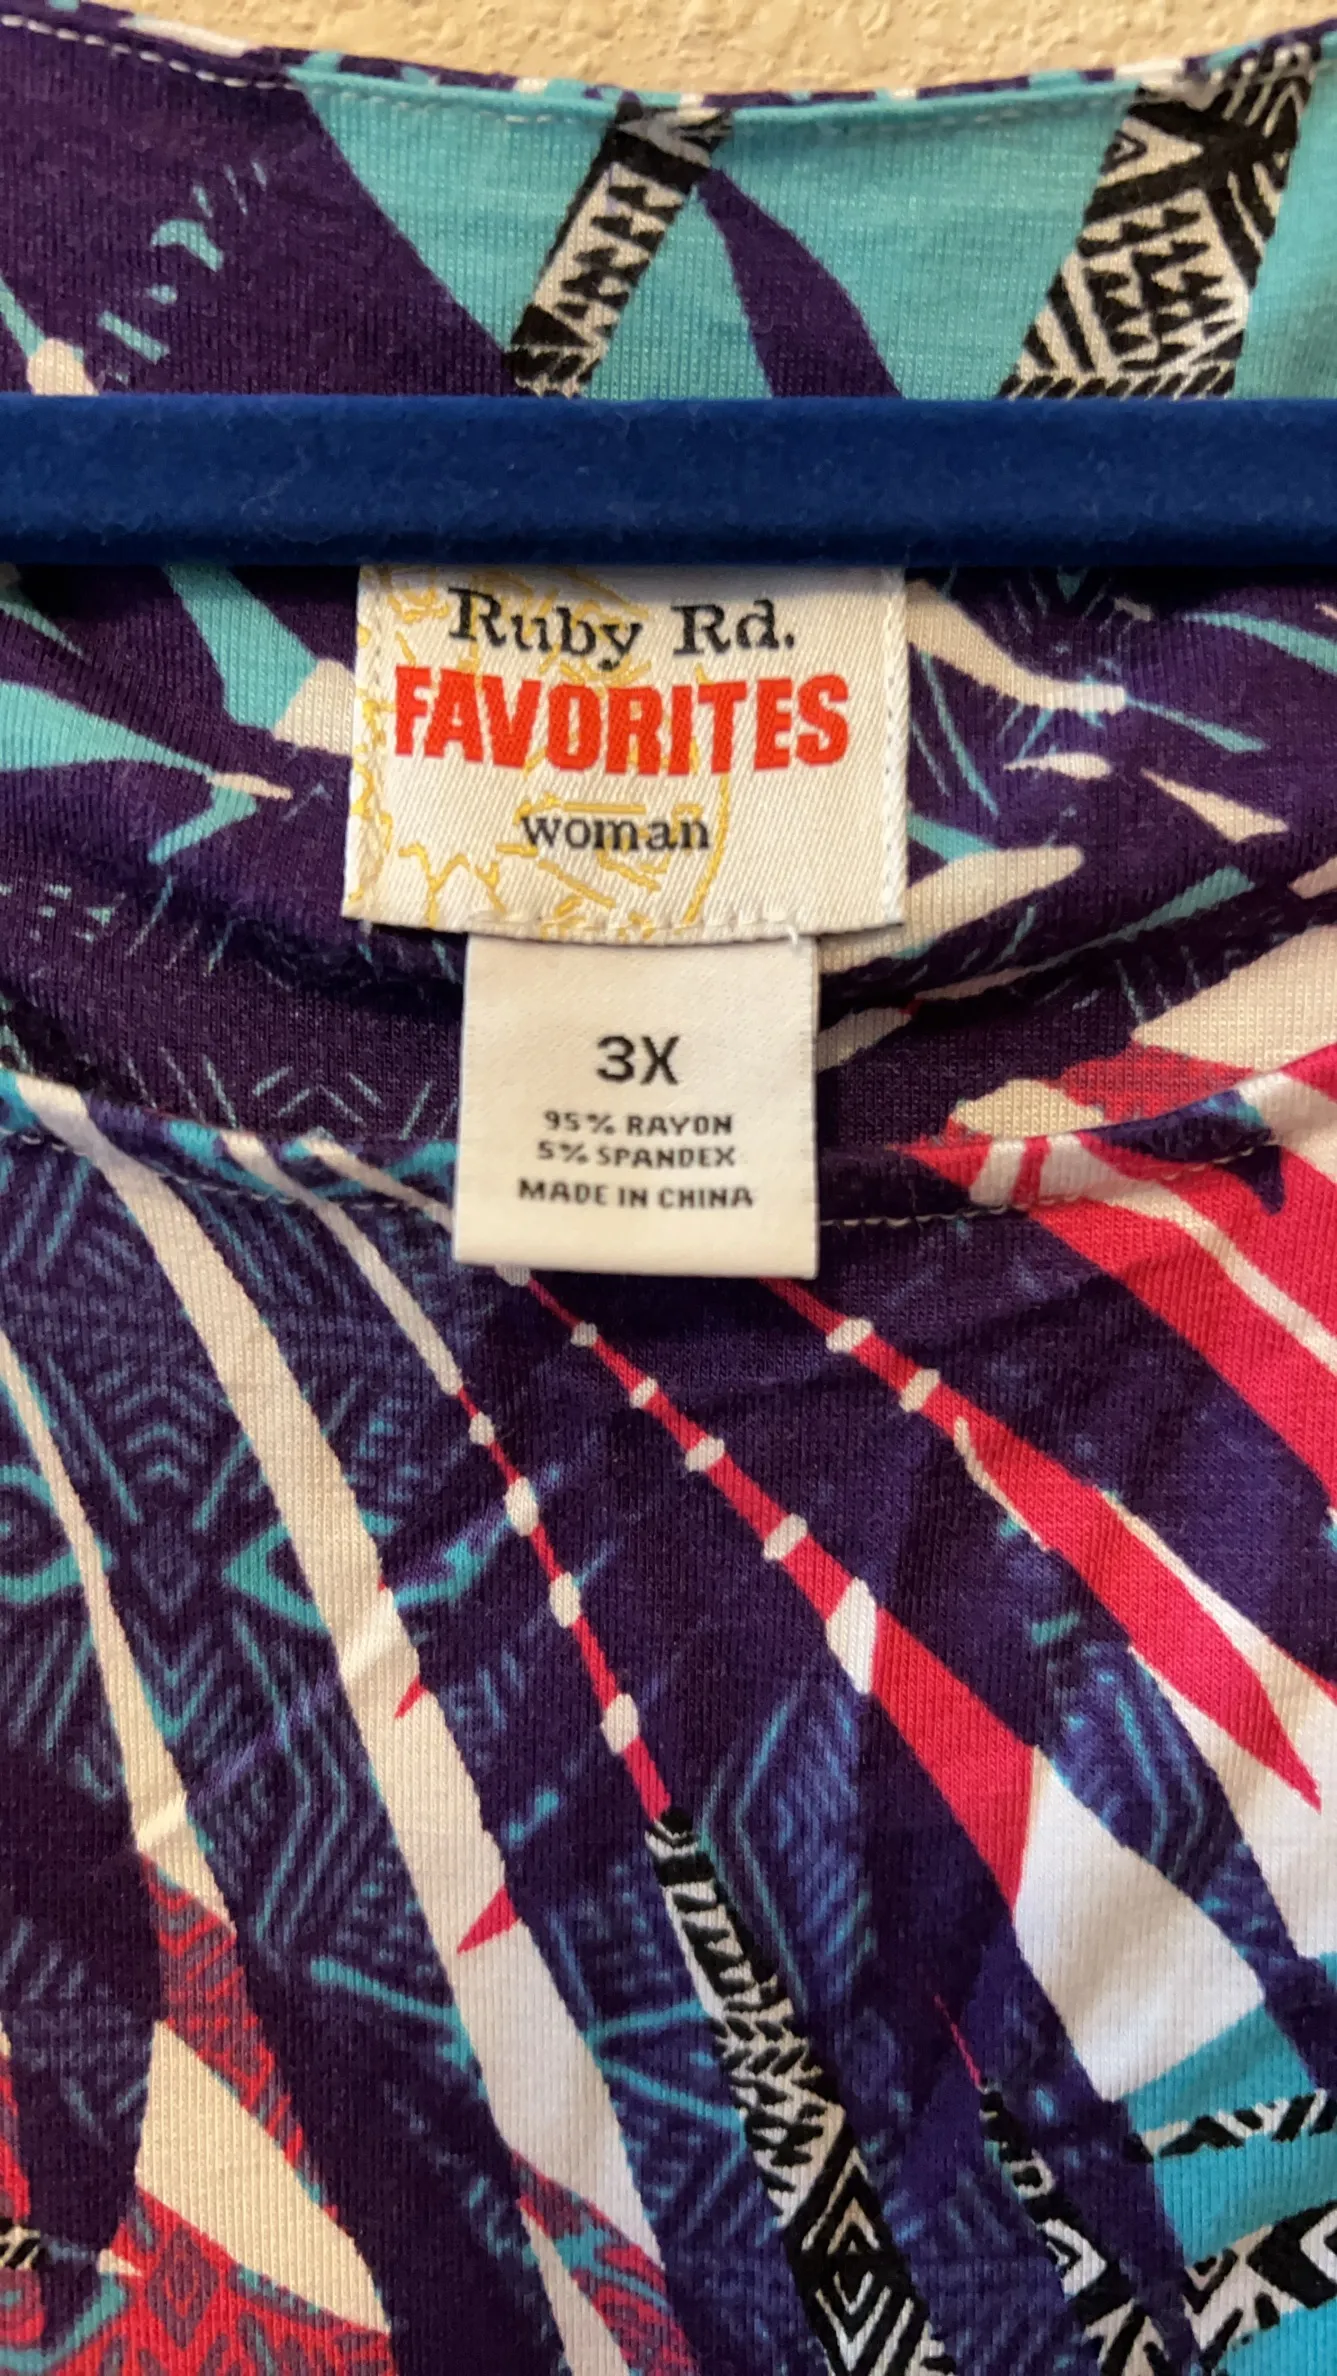 Ruby Rd.
FAVORITES
woman
3X
95% RAYON
5% SPANDEX
MADE IN CHINA